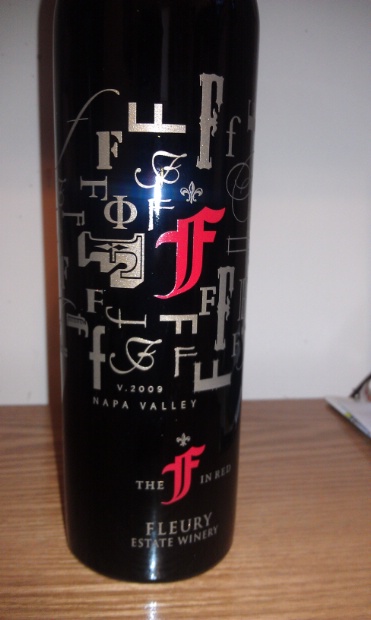 F
V.2009
NAPA VALLEY
THE F IN RED
FLEURY
ESTATE WINERY